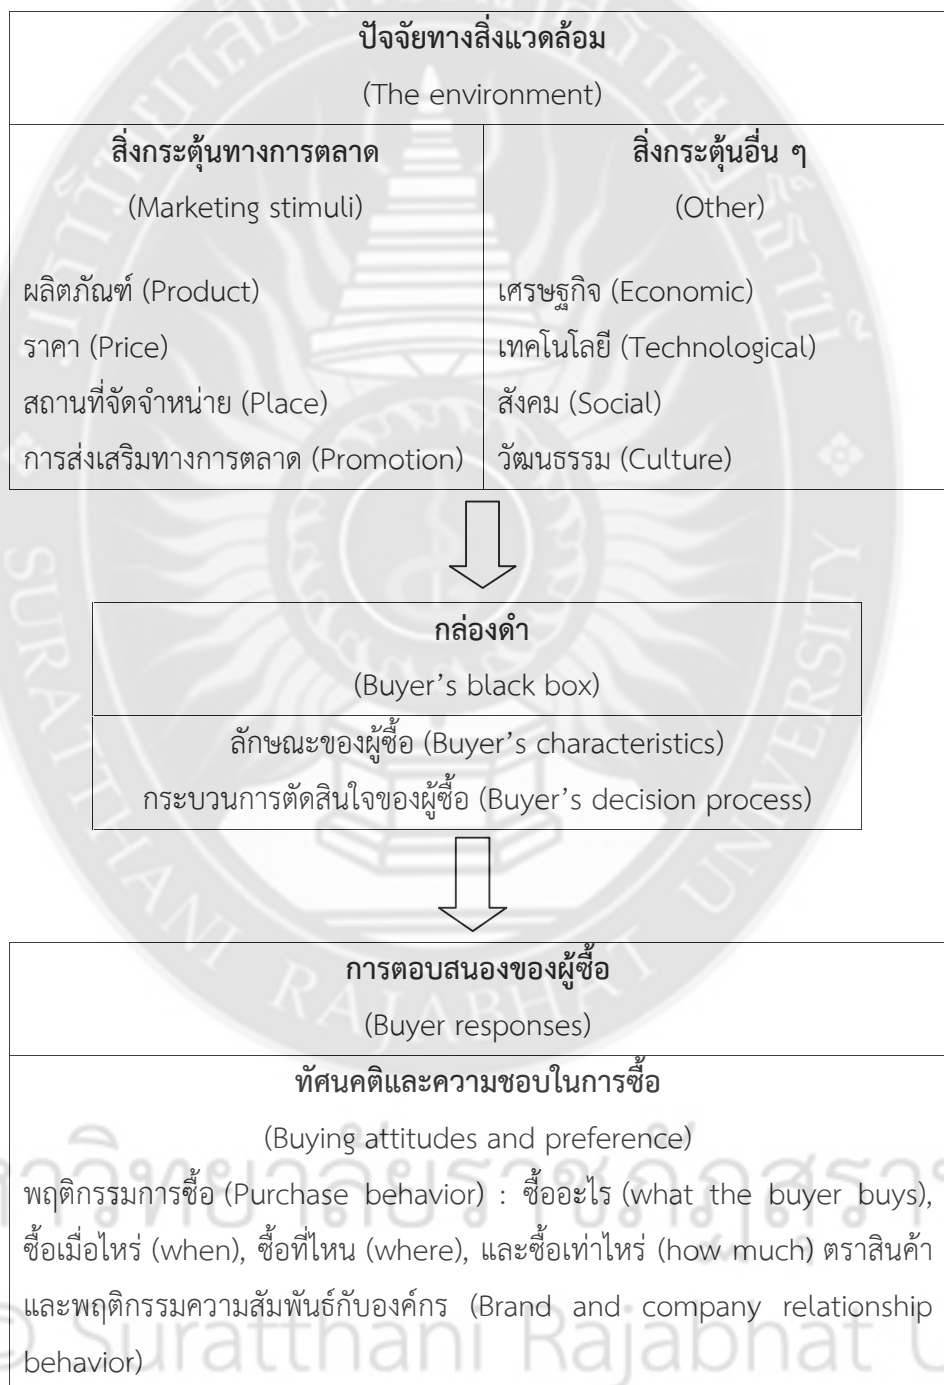 ปัจจัยทางสิ่งแวดล้อม
(The environment)
สิ่งกระตุ้นทางการตลาด
(Marketing stimuli)
ผลิตภัณฑ์ (Product)
ราคา (Price)
สถานที่จัดจำหน่าย (Place)
การส่งเสริมทางการตลาด (Promotion)
สิ่งกระตุ้นอื่น ๆ
(Other)
เศรษฐกิจ (Economic)
เทคโนโลยี (Technological)
สังคม (Social)
วัฒนธรรม (Culture)
กล่องดำ
(Buyer’s black box)
ลักษณะของผู้ซื้อ (Buyer’s characteristics)
กระบวนการตัดสินใจของผู้ซื้อ (Buyer’s decision process)
การตอบสนองของผู้ซื้อ
(Buyer responses)
ทัศนคติและความชอบในการซื้อ
(Buying attitudes and preference)
พฤติกรรมการซื้อ (Purchase behavior) : ซื้ออะไร (what the buyer buys),
ซื้อเมื่อไหร่ (when), ซื้อที่ไหน (where), และซื้อเท่าไหร่ (how much) ตราสินค้า
และพฤติกรรมความสัมพันธ์กับองค์กร (Brand and company relationship
behavior)
SURATTHANI RAJABHAT UNIVERSITY
© Suratthani Rajabhat